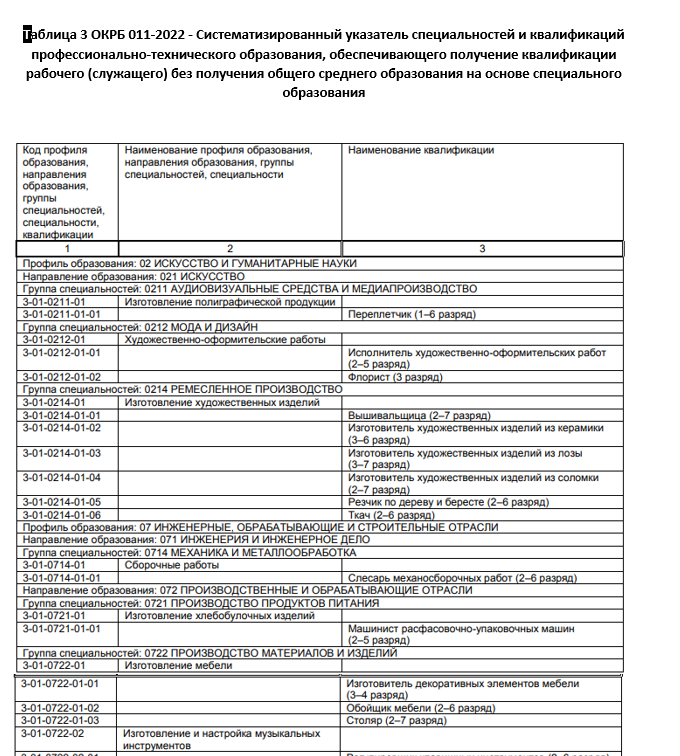 Таблица 3 ОКРБ 011-2022 - Систематизированный указатель специальностей и квалификаций
профессионально-технического образования, обеспечивающего получение квалификации
рабочего (служащего) без получения общего среднего образования на основе специального
образования
Код профиля
образования,
направления
образования,
группы
специальностей,
специальности,
квалификации
Наименование профиля образования,
направления образования, группы
специальностей, специальности
Наименование квалификации
1 2 3
Профиль образования: 02 ИСКУССТВО И ГУМАНИТАРНЫЕ НАУКИ
Направление образования: 021 ИСКУССТВО
Группа специальностей: 0211 АУДИОВИЗУАЛЬНЫЕ СРЕДСТВА И МЕДИАПРОИЗВОДСТВО
3-01-0211-01 Изготовление полиграфической продукции
3-01-0211-01-01 Переплетчик (1–6 разряд)
Группа специальностей: 0212 МОДА И ДИЗАЙН
3-01-0212-01 Художественно-оформительские работы
3-01-0212-01-01 Исполнитель художественно-оформительских работ
(2–5 разряд)
3-01-0212-01-02 Флорист (3 разряд)
Группа специальностей: 0214 РЕМЕСЛЕННОЕ ПРОИЗВОДСТВО
3-01-0214-01 Изготовление художественных изделий
3-01-0214-01-01 Вышивальщица (2–7 разряд)
3-01-0214-01-02 Изготовитель художественных изделий из керамики
(3–6 разряд)
3-01-0214-01-03 Изготовитель художественных изделий из лозы
(3–7 разряд)
3-01-0214-01-04 Изготовитель художественных изделий из соломки
(2–7 разряд)
3-01-0214-01-05 Резчик по дереву и бересте (2–6 разряд)
3-01-0214-01-06 Ткач (2–6 разряд)
Профиль образования: 07 ИНЖЕНЕРНЫЕ, ОБРАБАТЫВАЮЩИЕ И СТРОИТЕЛЬНЫЕ ОТРАСЛИ
Направление образования: 071 ИНЖЕНЕРИЯ И ИНЖЕНЕРНОЕ ДЕЛО
Группа специальностей: 0714 МЕХАНИКА И МЕТАЛЛООБРАБОТКА
3-01-0714-01 Сборочные работы
3-01-0714-01-01 Слесарь механосборочных работ (2–6 разряд)
Направление образования: 072 ПРОИЗВОДСТВЕННЫЕ И ОБРАБАТЫВАЮЩИЕ ОТРАСЛИ
Группа специальностей: 0721 ПРОИЗВОДСТВО ПРОДУКТОВ ПИТАНИЯ
3-01-0721-01 Изготовление хлебобулочных изделий
3-01-0721-01-01 Машинист расфасовочно-упаковочных машин
(2–5 разряд)
Группа специальностей: 0722 ПРОИЗВОДСТВО МАТЕРИАЛОВ И ИЗДЕЛИЙ
3-01-0722-01 Изготовление мебели
3-01-0722-01-01 Изготовитель декоративных элементов мебели
(3–4 разряд)
3-01-0722-01-02 Обойщик мебели (2–6 разряд)
3-01-0722-01-03 Столяр (2–7 разряд)
3-01-0722-02 Изготовление и настройка музыкальных
инструментов